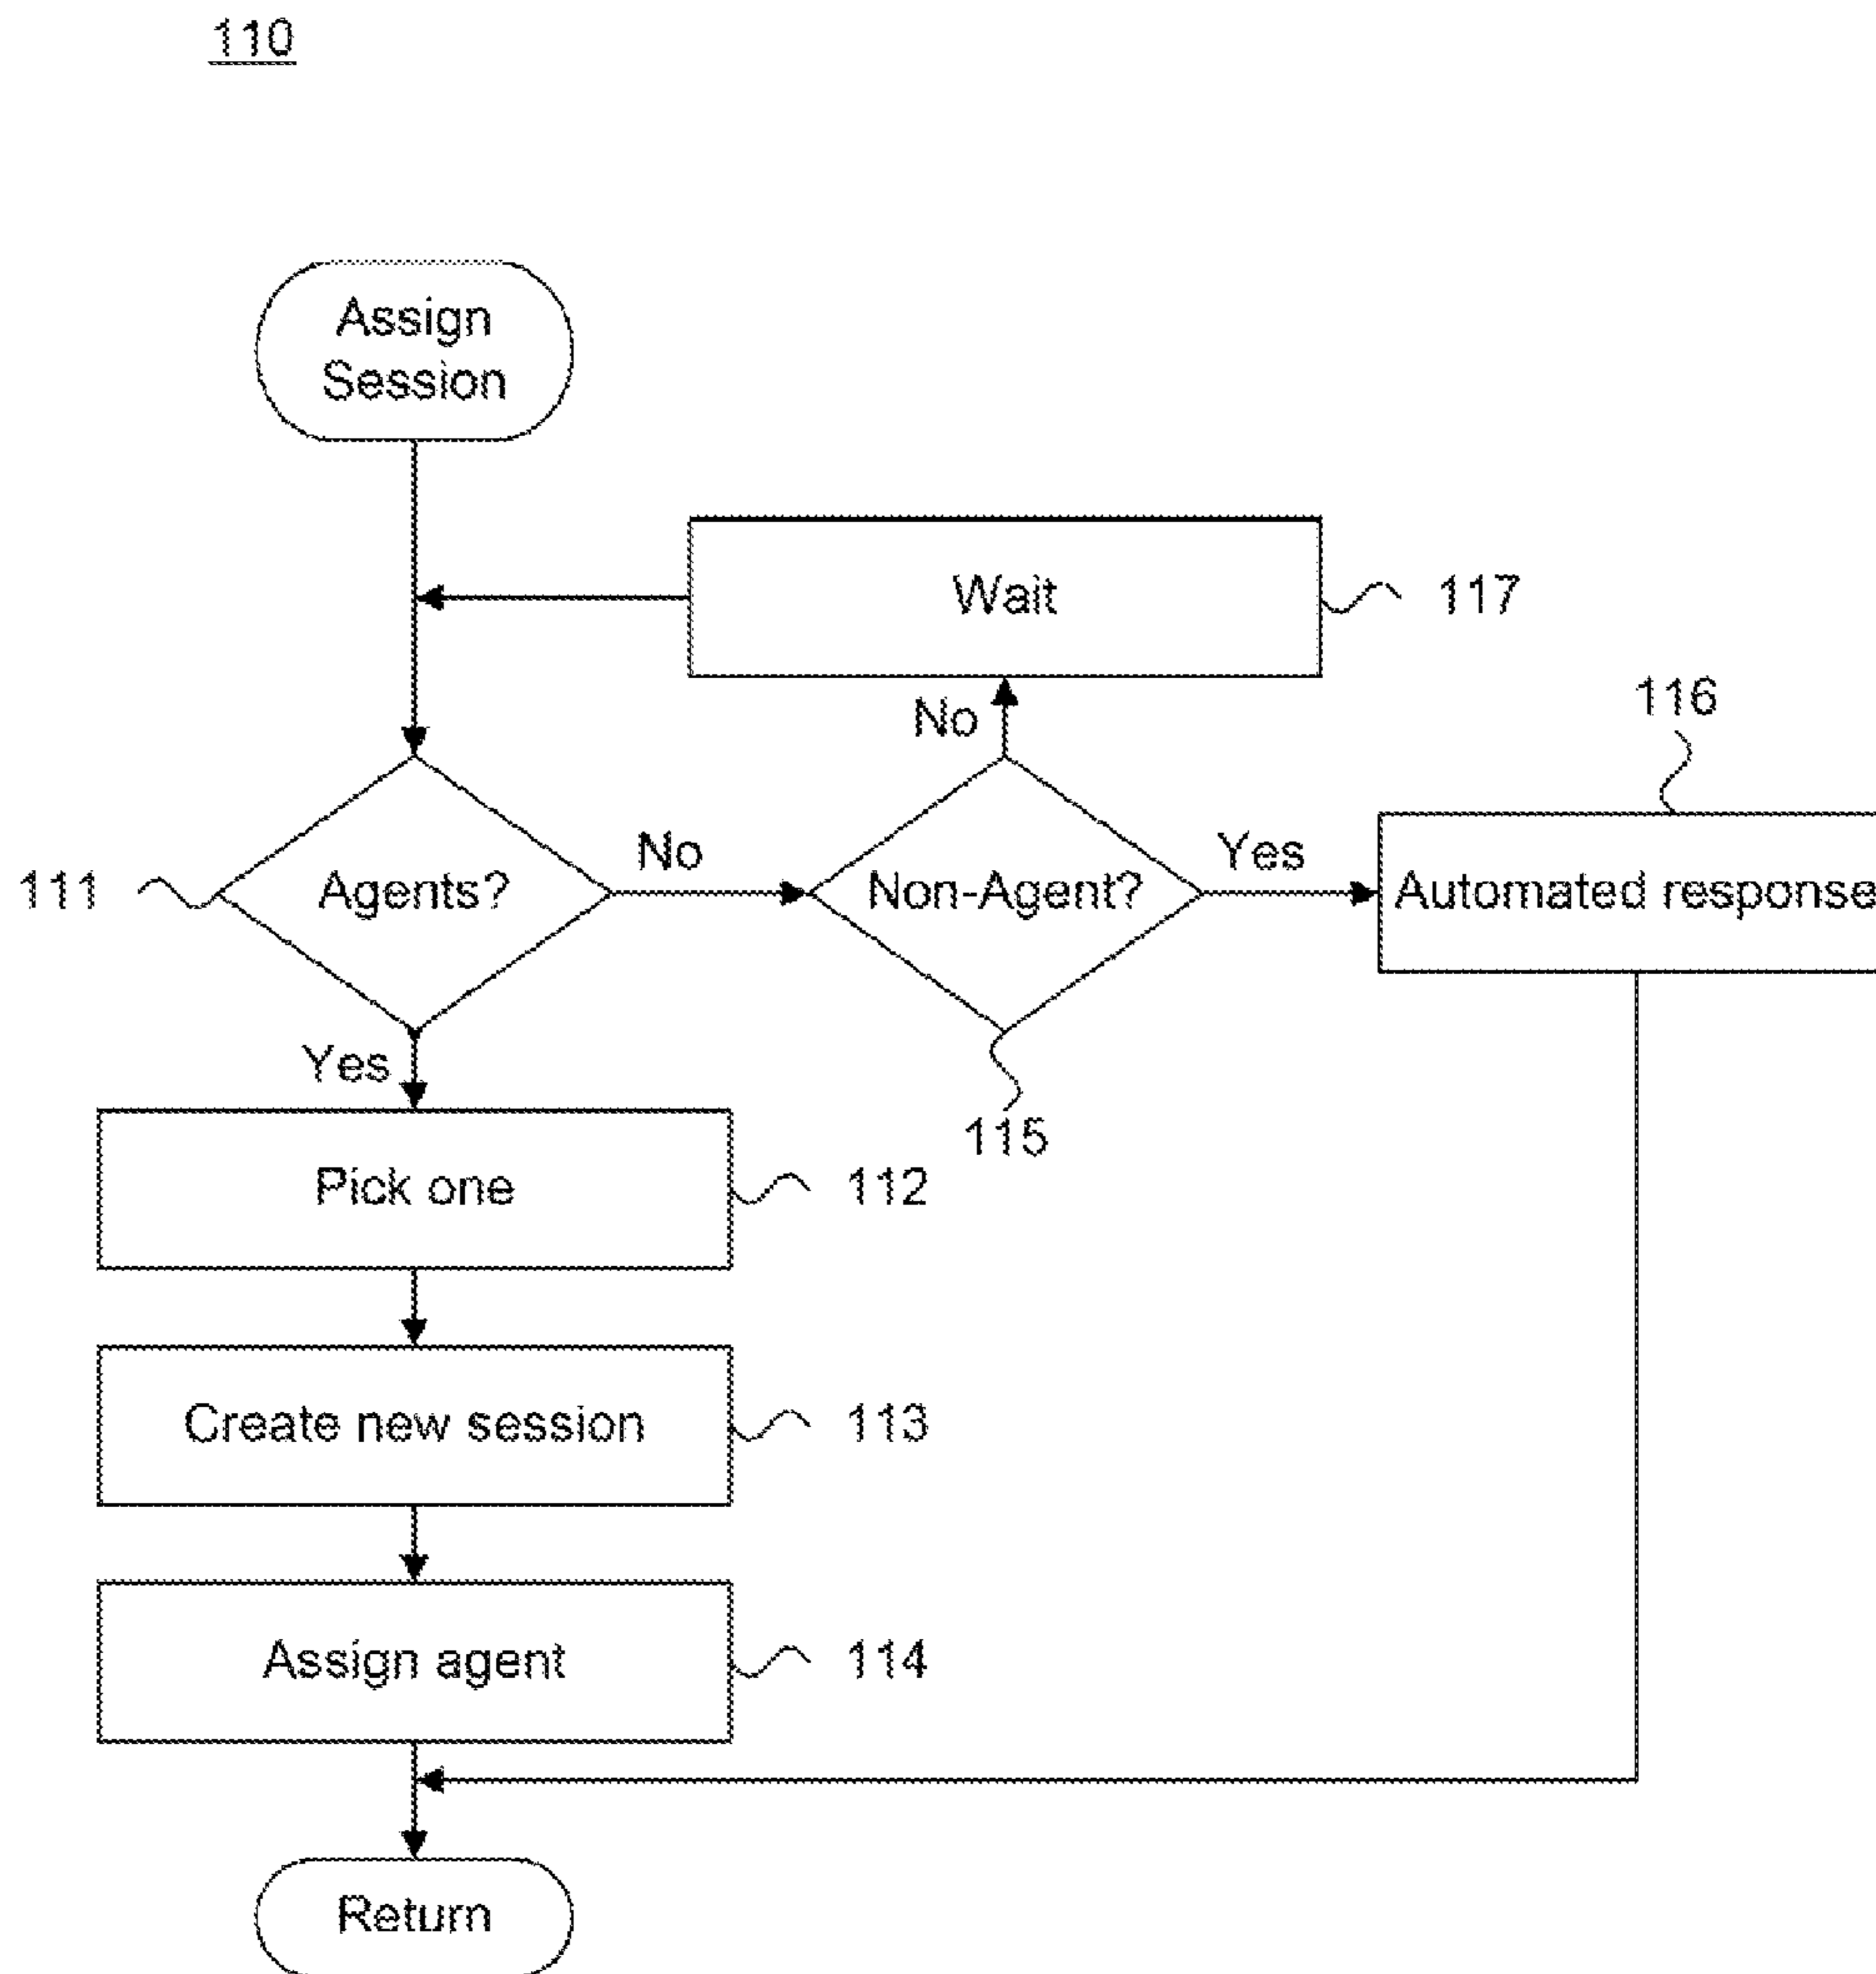 110
Assign
Session
Wait
117
No
116
111
Agents?
No
Non-Agent?
Yes
Automated response
Yes
115
Pick one
112
Create new session
113
Assign agent
114
Return